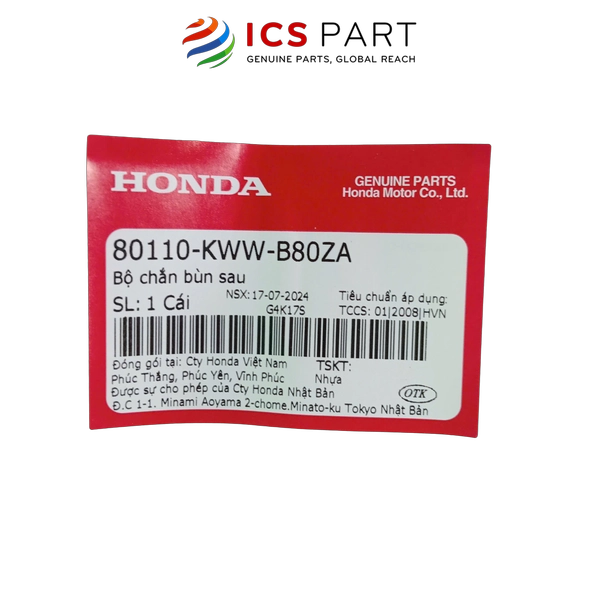 ICS PART
GENUINE PARTS, GLOBAL REACH
HONDA
GENUINE PARTS
Honda Motor Co., Ltd.
80110-KWW-B80ZA
Bộ chắn bùn sau
SL: 1 Cái
NSX: 17-07-2024
G4K17S
Tiêu chuẩn áp dụng:
TCCS: 01|2008|HVN
Đóng gói tại: Cty Honda Việt Nam
Phúc Thắng, Phúc Yên, Vĩnh Phúc
TSKT:
Nhựa
Được sự cho phép của Cty Honda Nhật Bản
Đ.C 1-1. Minami Aoyama 2-chome.Minato-ku Tokyo Nhật Bản
OTK